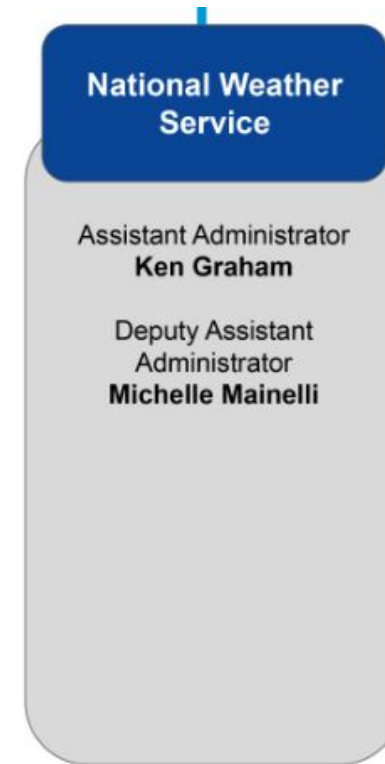 National Weather
Service
Assistant Administrator
Ken Graham
Deputy Assistant
Administrator
Michelle Mainelli